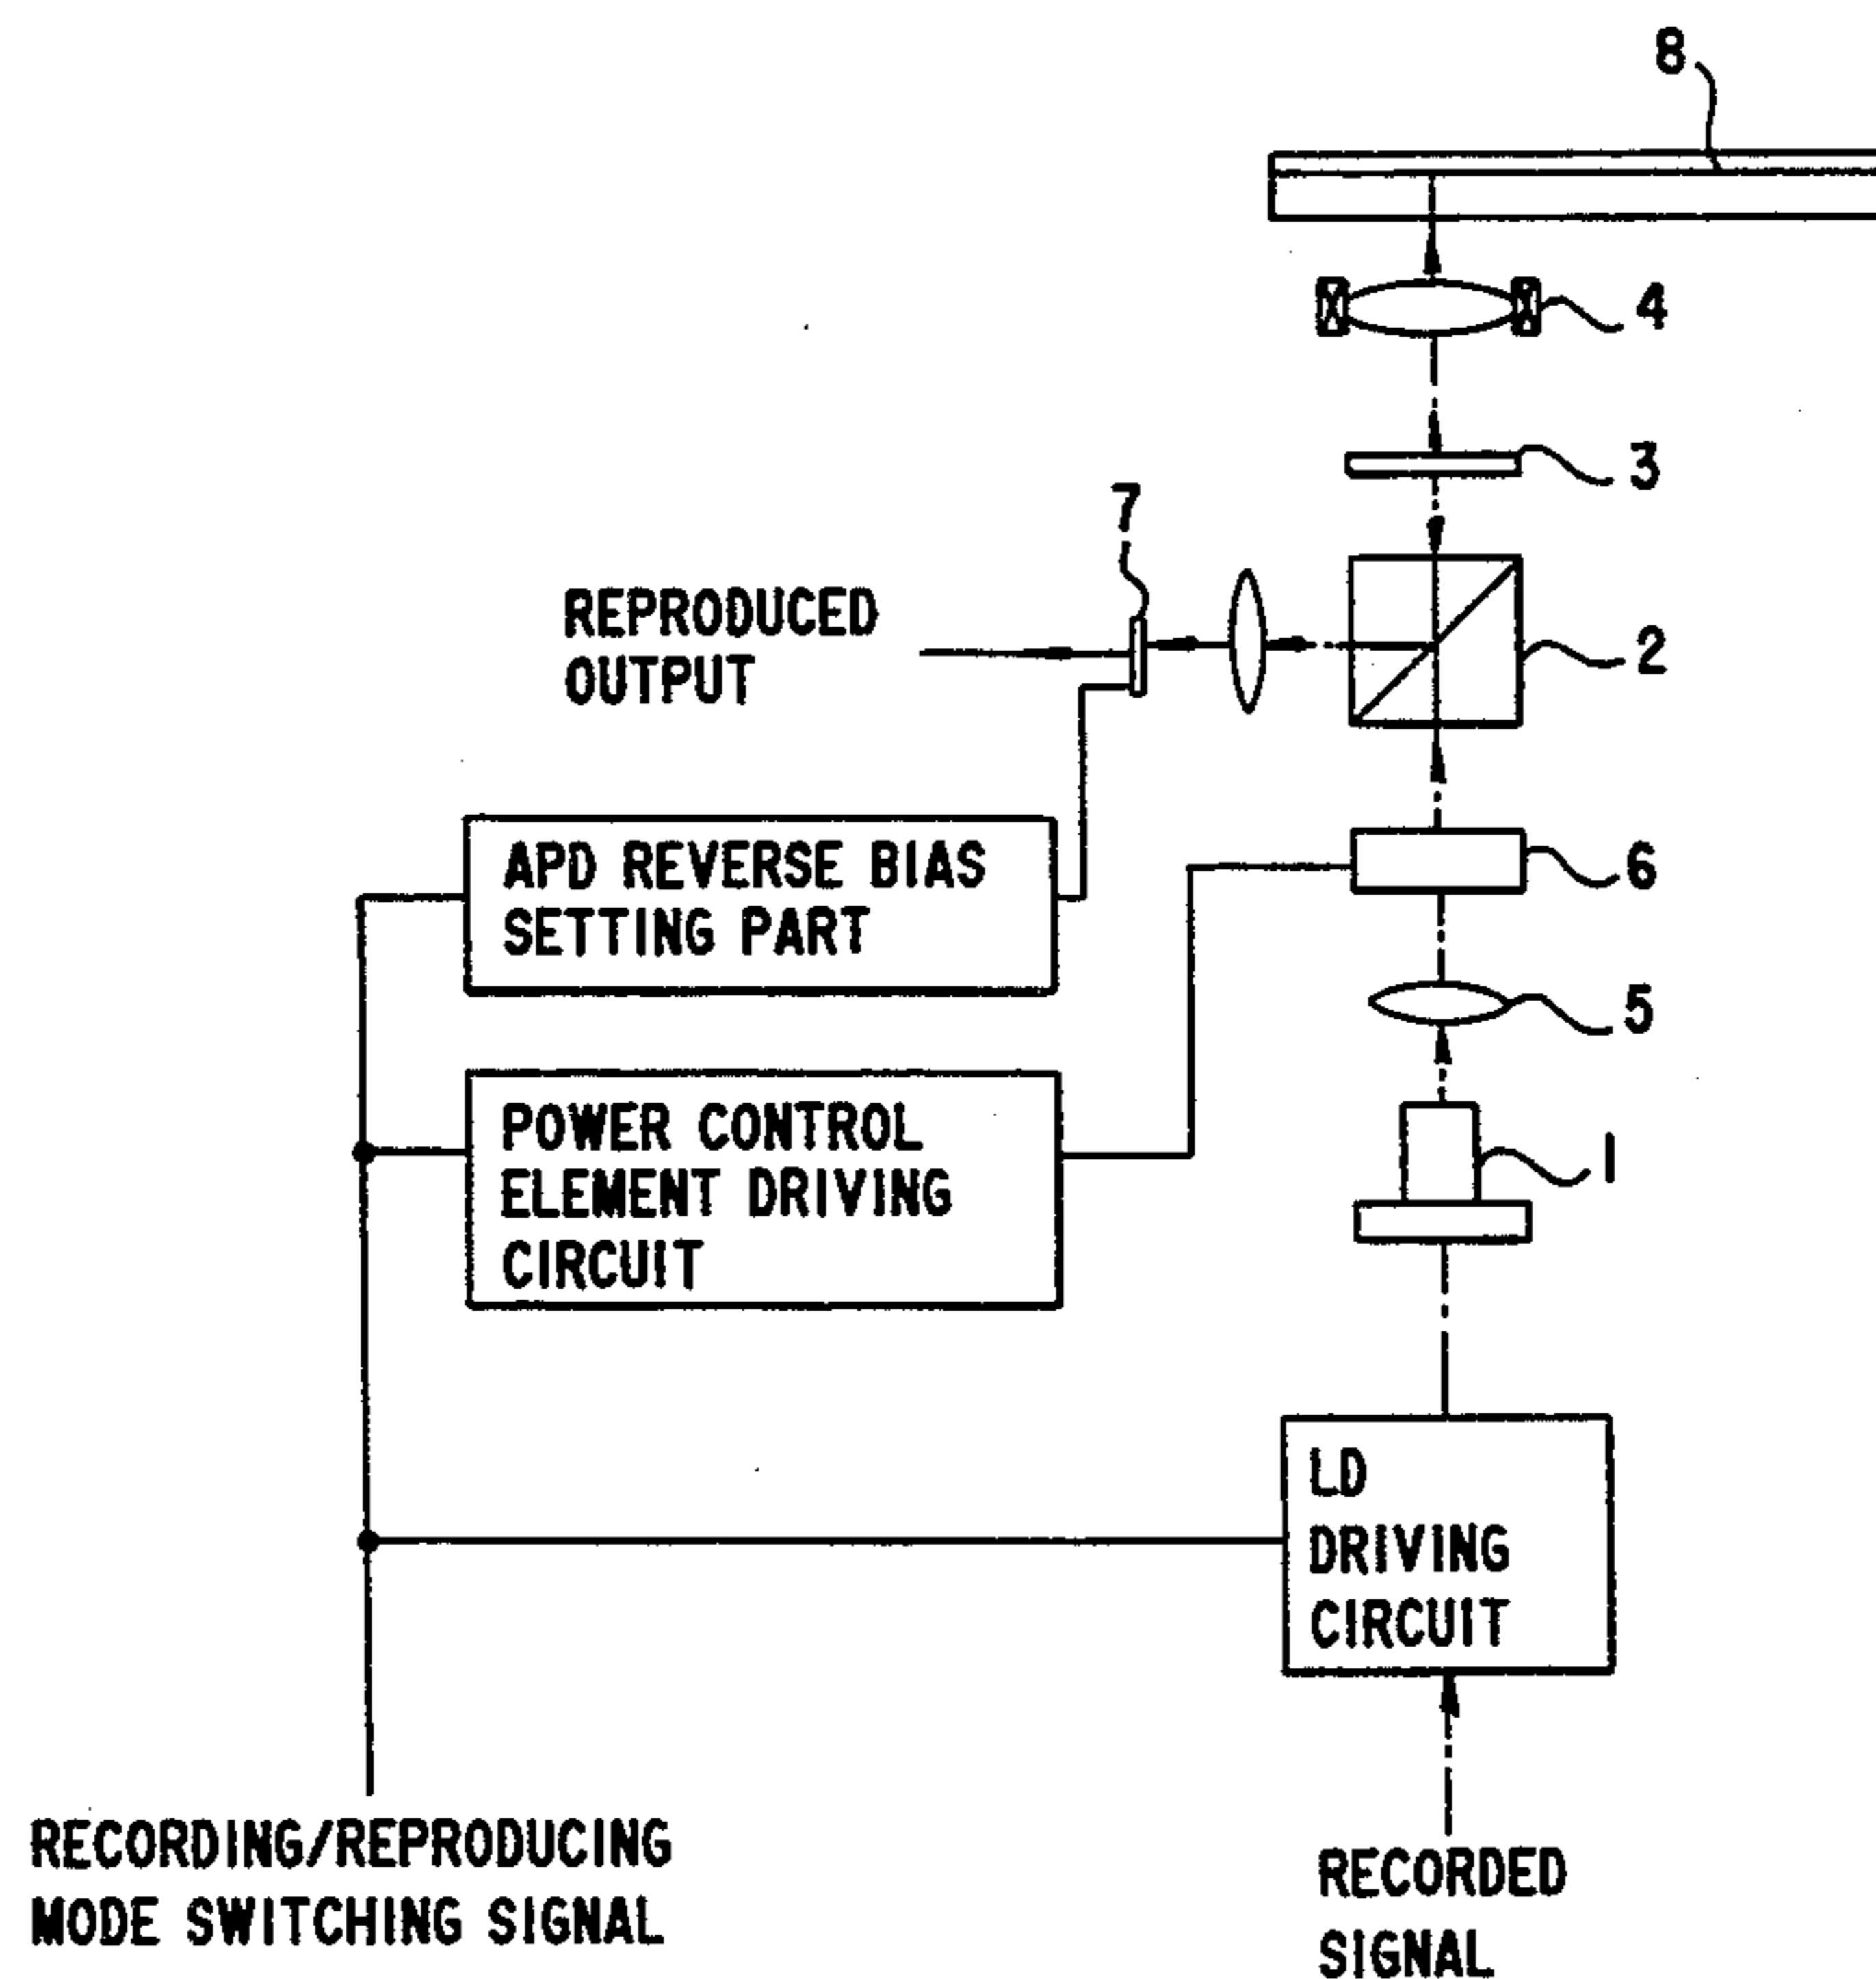 8
4
3
7
REPRODUCED
OUTPUT
2
APD REVERSE BIAS
SETTING PART
6
5
POWER CONTROL
ELEMENT DRIVING
CIRCUIT
1
LD
DRIVING
CIRCUIT
RECORDING/REPRODUCING
MODE SWITCHING SIGNAL
RECORDED
SIGNAL